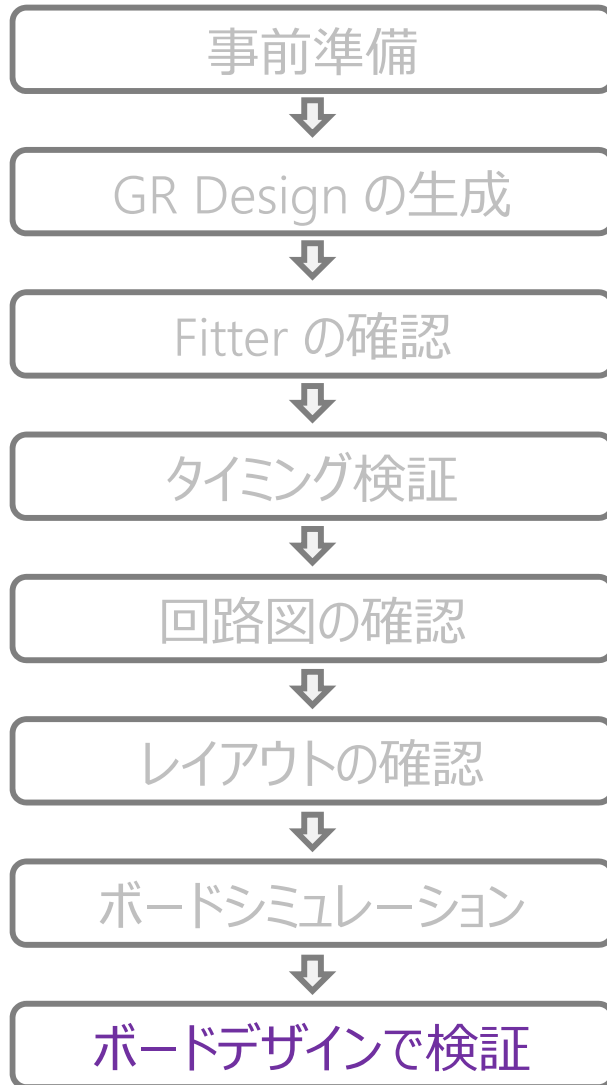 事前準備
GR Design の生成
Fitter の確認
タイミング検証
回路図の確認
レイアウトの確認
ボードシミュレーション
ボードデザインで検証